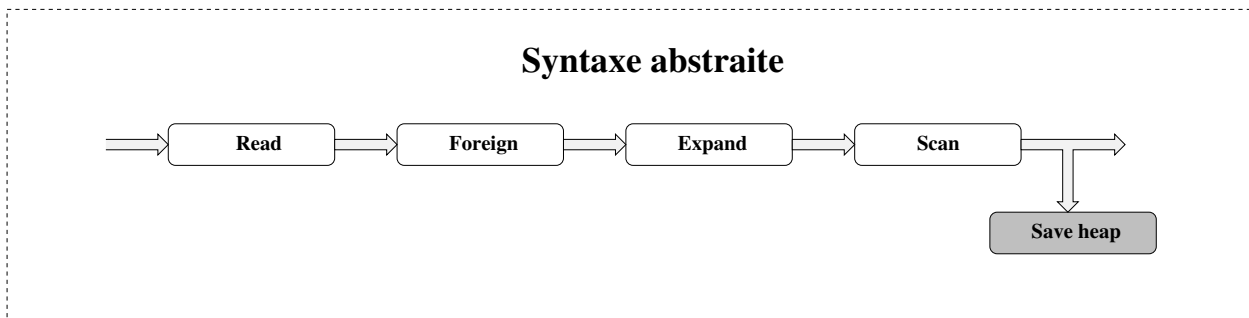 Syntaxe abstraite
Read
Foreign
Expand
Scan
Save heap